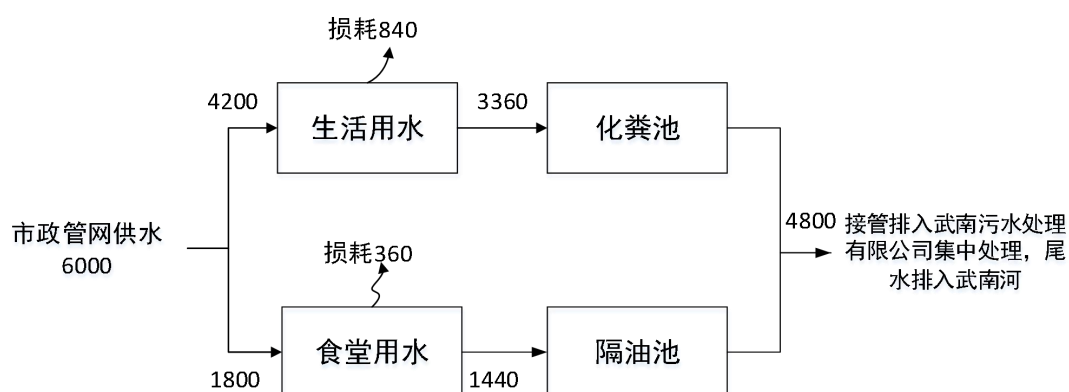 损耗840
4200
3360
生活用水
化粪池
市政管网供水
6000
4800
接管排入武南污水处理
有限公司集中处理，尾
水排入武南河
损耗360
食堂用水
隔油池
1800
1440